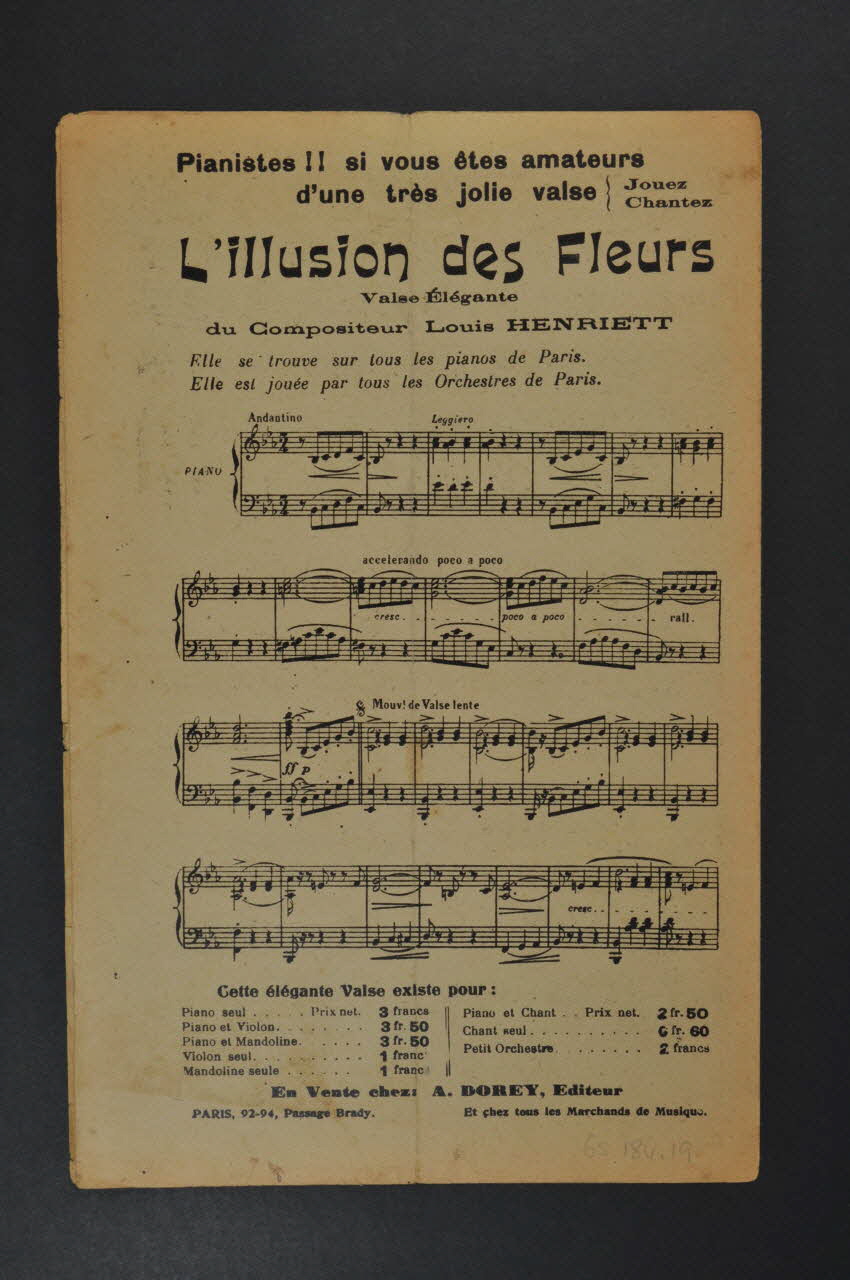 Pianistes !! si vous êtes amateurs
d'une très jolie valse { Jouez
Chantez
L'illusion des Fleurs
Valse Élégante
du Compositeur Louis HENRIETT
Elle se trouve sur tous les pianos de Paris.
Elle est jouée par tous les Orchestres de Paris.
Andantino
Leggiero
PIANO
accelerando poco a poco
cresc. poco a poco rall.
Mouvt de Valse lente
ff p
cresc.
Cette élégante Valse existe pour :
Piano seul . . . . . Prix net. 3 francs
Piano et Violon. . . . . . . . 3 fr. 50
Piano et Mandoline. . . . . 3 fr. 50
Violon seul. . . . . . . . . . 1 franc
Mandoline seule . . . . . . 1 franc
Piano et Chant . . Prix net. 2 fr. 50
Chant seul . . . . . . . . . . 6 fr. 60
Petit Orchestre . . . . . . . . 2 francs
En Vente chez: A. DOREY, Editeur
PARIS, 92-94, Passage Brady. Et chez tous les Marchands de Musique.
GS 184.19